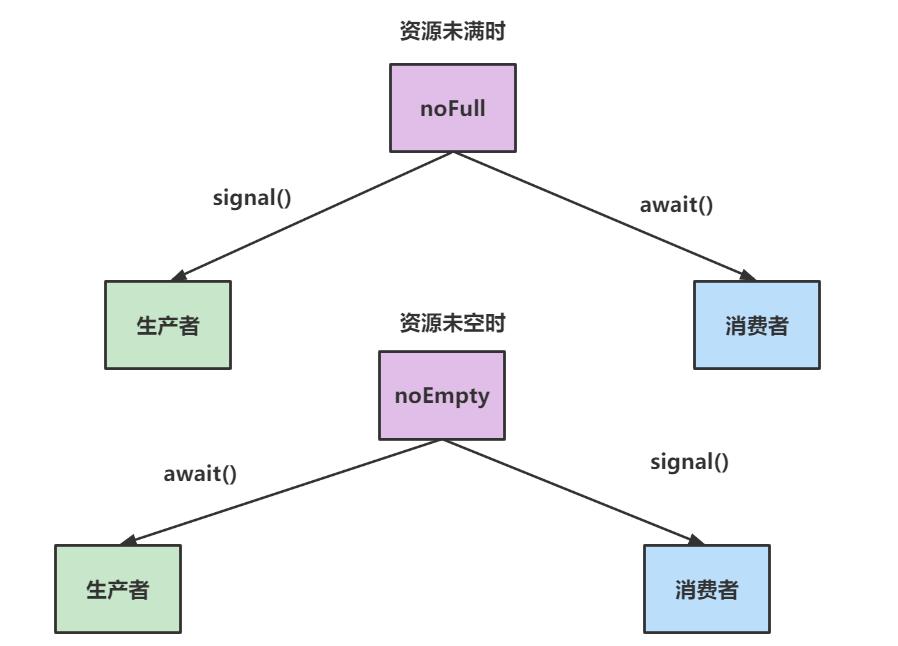 资源未满时
noFull
signal()
await()
生产者
消费者
资源未空时
noEmpty
await()
signal()
生产者
消费者